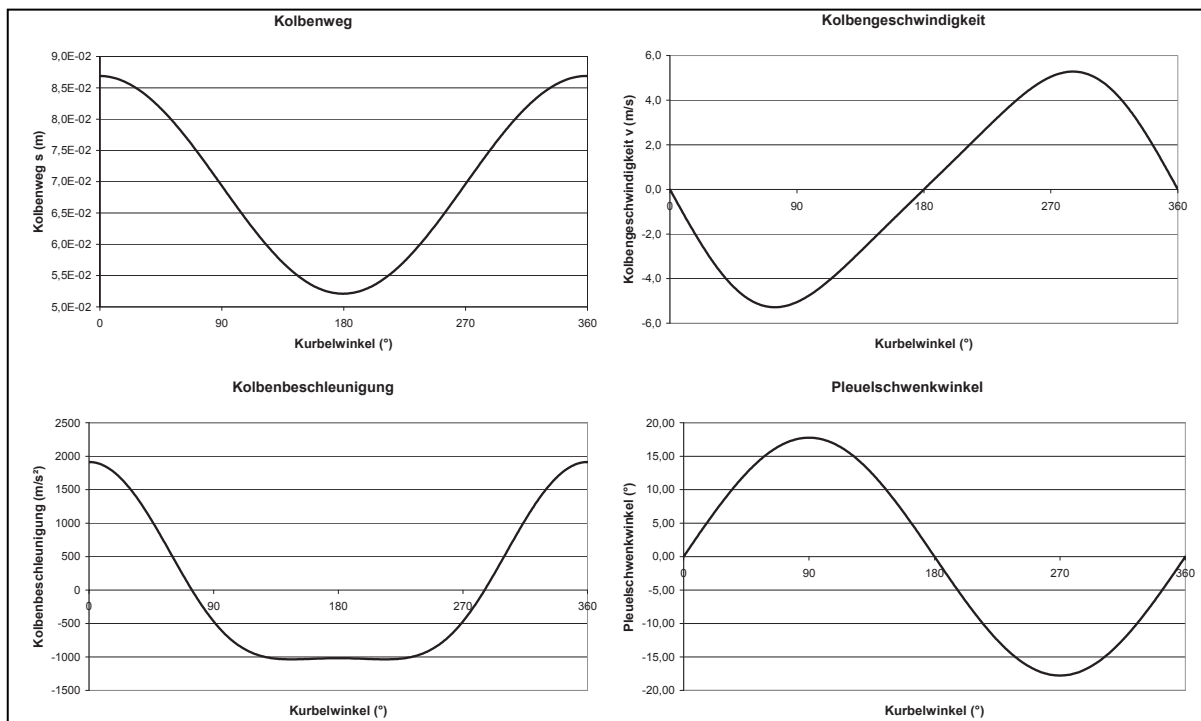 Kolbenweg
9,0E-02
8,5E-02
8,0E-02
7,5E-02
7,0E-02
6,5E-02
6,0E-02
5,5E-02
5,0E-02
Kolbenweg s (m)
0 90 180 270 360
Kurbelwinkel (°)
Kolbengeschwindigkeit
6,0
4,0
2,0
0,0
-2,0
-4,0
-6,0
Kolbengeschwindigkeit v (m/s)
0 90 180 270 360
Kurbelwinkel (°)
Kolbenbeschleunigung
2500
2000
1500
1000
500
0
-500
-1000
-1500
Kolbenbeschleunigung (m/s²)
0 90 180 270 360
Kurbelwinkel (°)
Pleuelschwenkwinkel
20,00
15,00
10,00
5,00
0,00
-5,00
-10,00
-15,00
-20,00
Pleuelschwenkwinkel (°)
0 90 180 270 360
Kurbelwinkel (°)